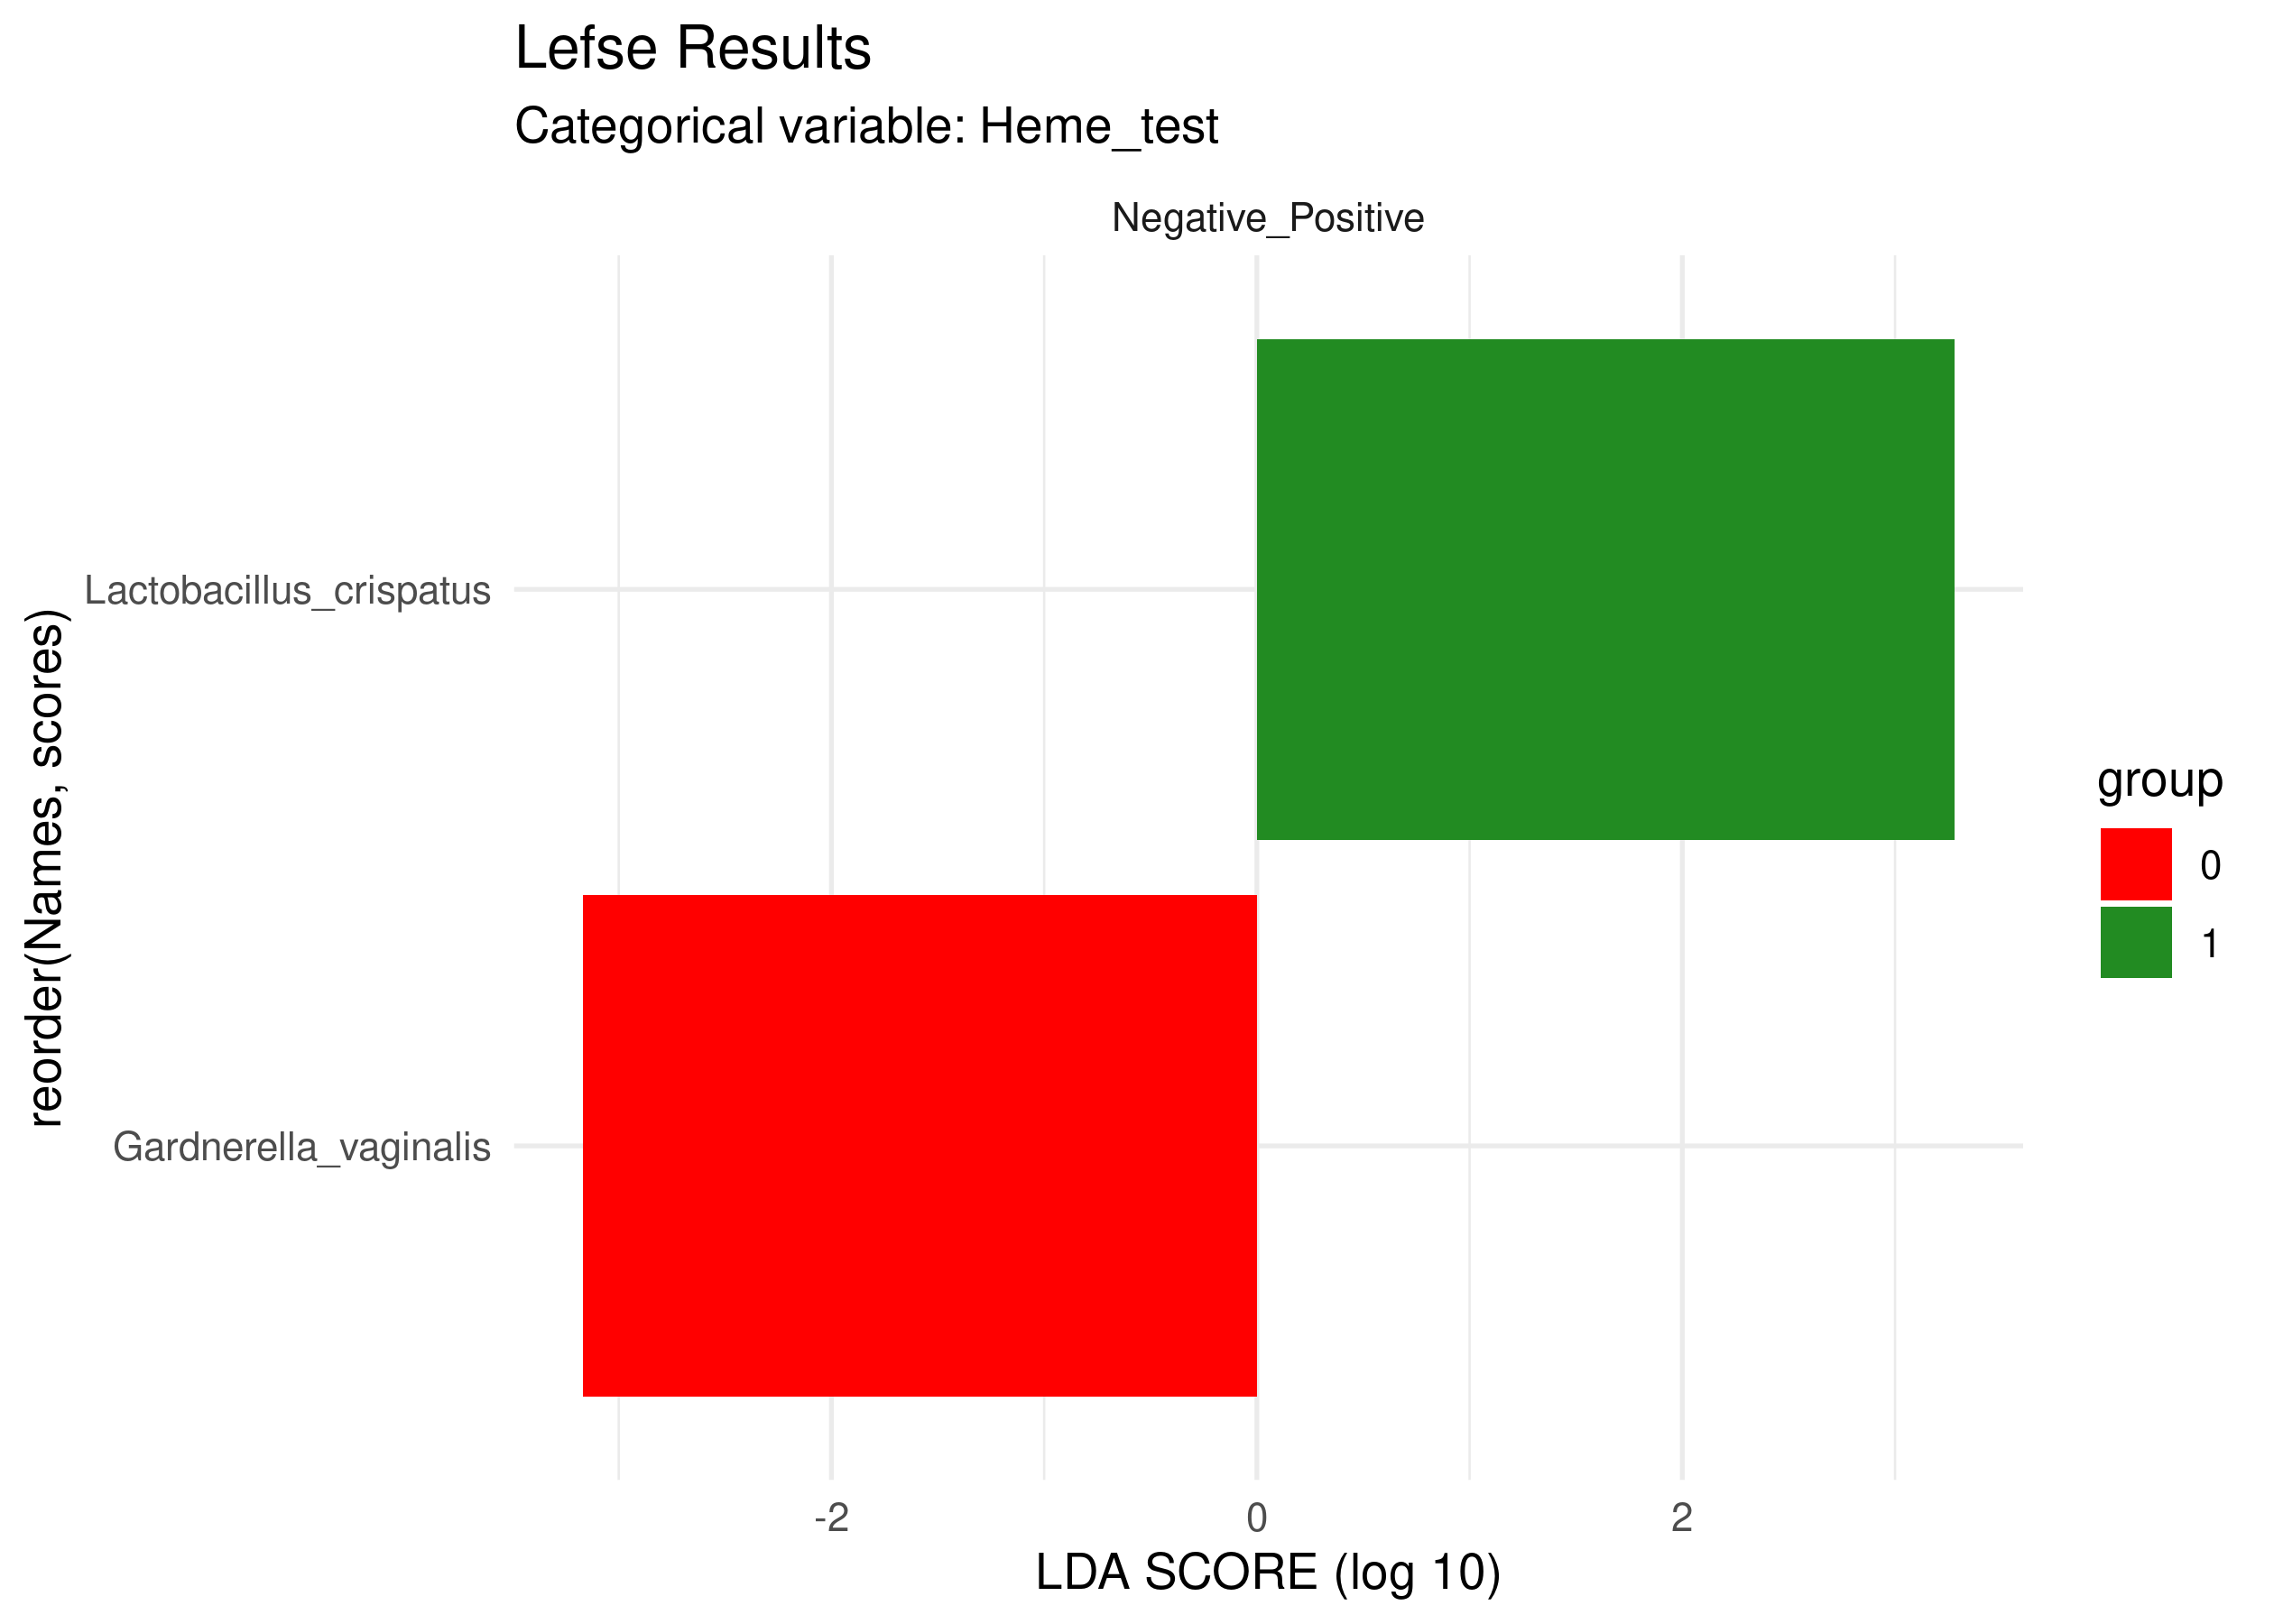 Lefse Results
Categorical variable: Heme_test
Negative_Positive
reorder(Names, scores)
Lactobacillus_crispatus
Gardnerella_vaginalis
-2
0
2
LDA SCORE (log 10)
group
0
1